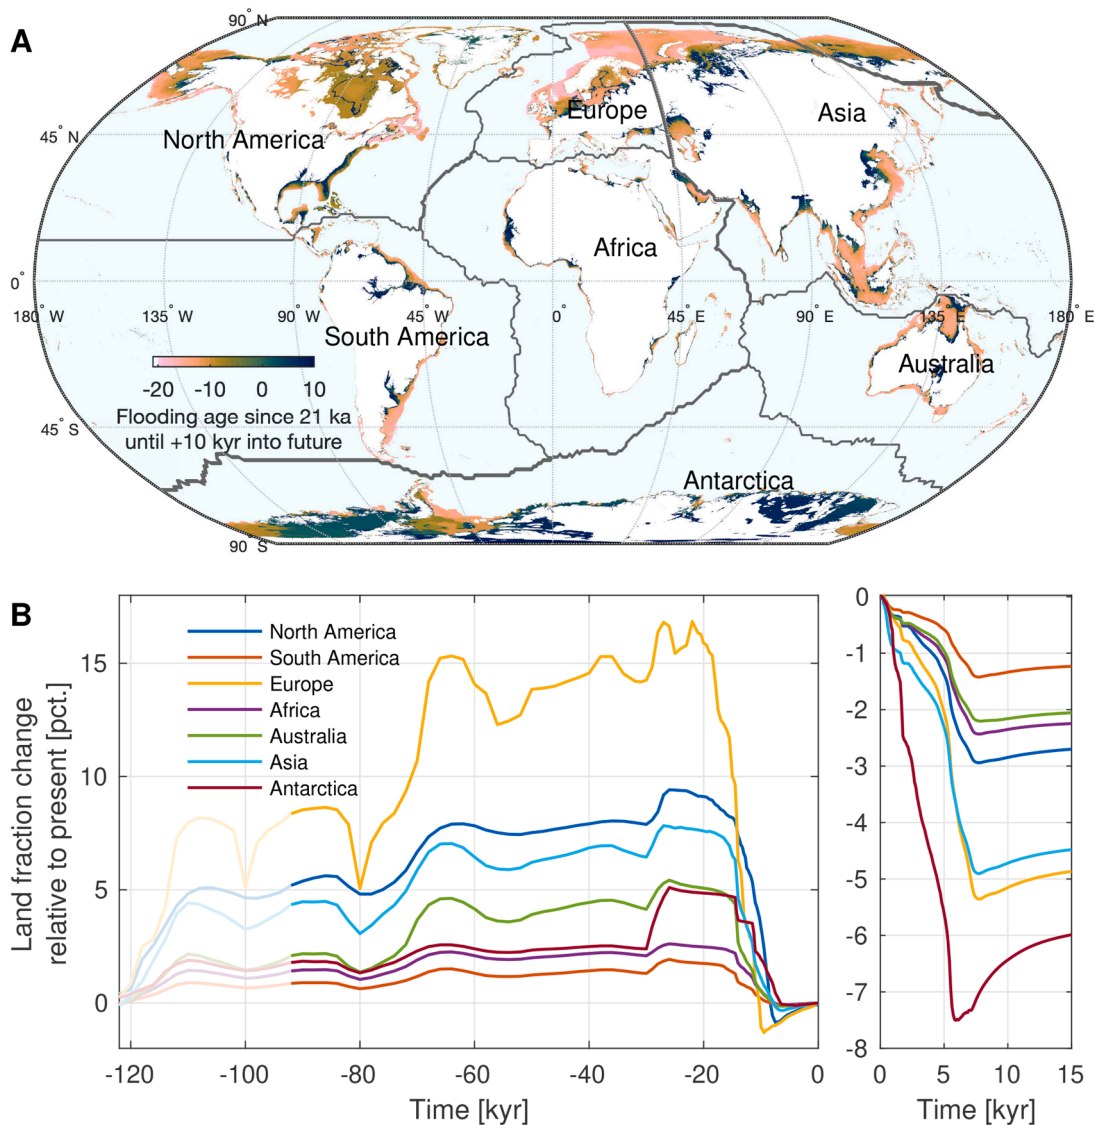 A
90° N
Europe
Asia
45° N
North America
Africa
0°
180° W
135° W
90° W
45° W
0°
45° E
90° E
135° E
180° E
South America
Australia
-20
-10
0
10
Flooding age since 21 ka
until +10 kyr into future
45° S
Antarctica
90° S
B
North America
South America
Europe
Africa
Australia
Asia
Antarctica
15
10
5
0
Land fraction change
relative to present [pct.]
-120
-100
-80
-60
-40
-20
0
Time [kyr]
0
-1
-2
-3
-4
-5
-6
-7
-8
0
5
10
15
Time [kyr]